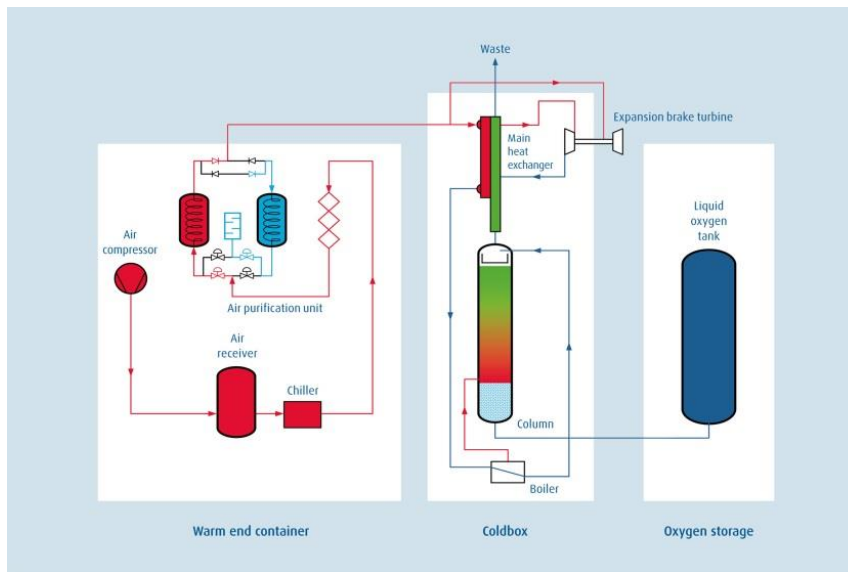 Waste
Expansion brake turbine
Main
heat
exchanger
Liquid
oxygen
tank
Air
compressor
Air purification unit
Air
receiver
Chiller
Column
Boiler
Warm end container
Coldbox
Oxygen storage